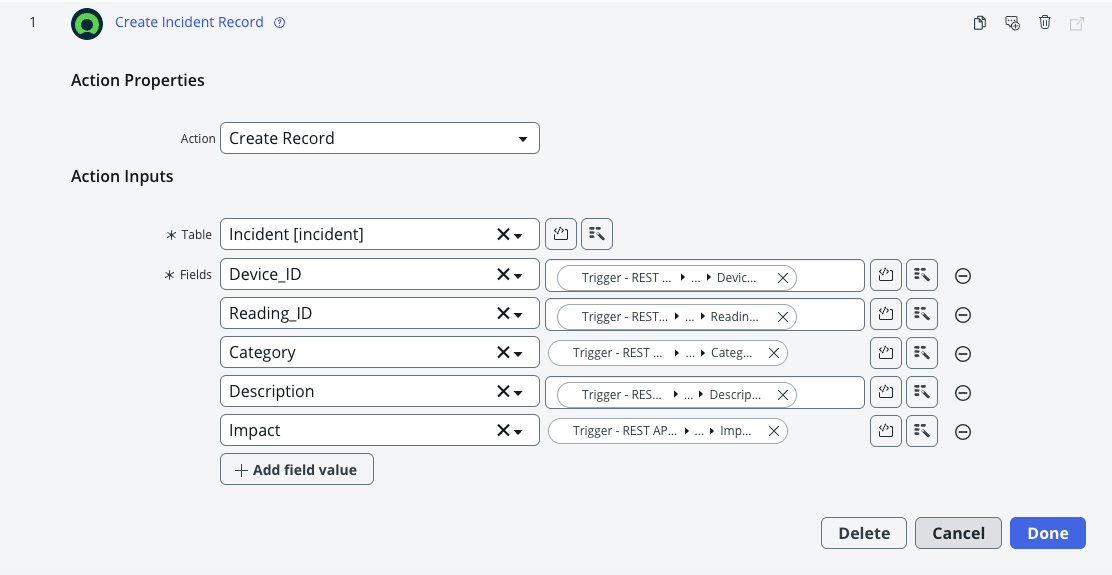 1 Create Incident Record
Action Properties
Action Create Record
Action Inputs
* Table Incident [incident]
* Fields Device_ID Trigger - REST ... ▸ ... ▸ Devic...
Reading_ID Trigger - REST... ▸ ... ▸ Readin...
Category Trigger - REST ... ▸ ... ▸ Categ...
Description Trigger - RES... ▸ ... ▸ Descrip...
Impact Trigger - REST AP... ▸ ... ▸ Imp...
+ Add field value
Delete Cancel Done